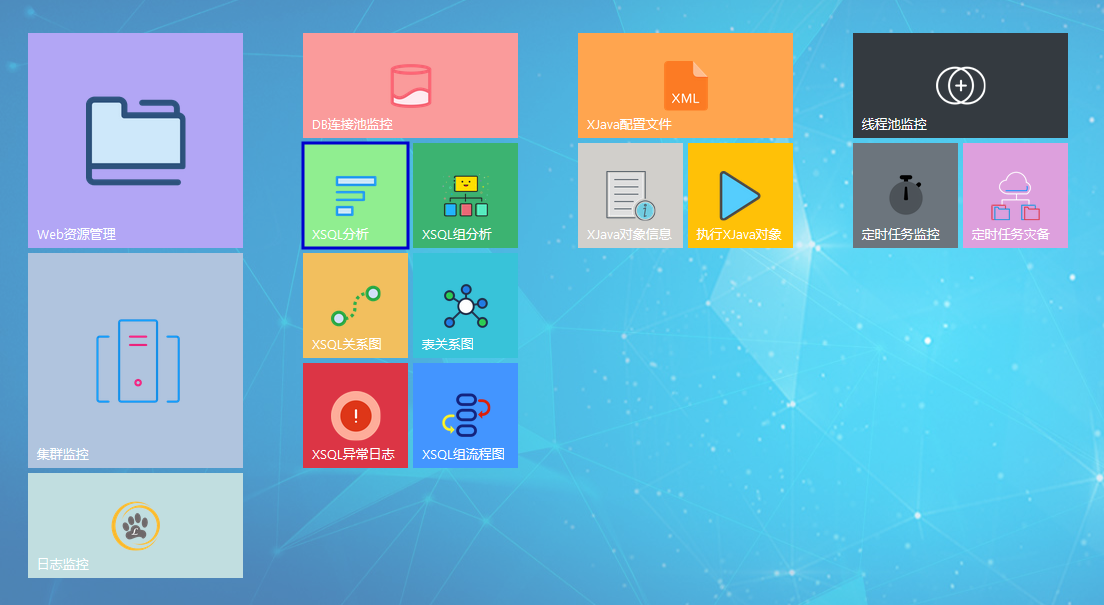 Web资源管理
集群监控
日志监控
DB连接池监控
XSQL分析
XSQL组分析
XSQL关系图
表关系图
!
XSQL异常日志
XSQL组流程图
XML
XJava配置文件
i
XJava对象信息
执行XJava对象
线程池监控
定时任务监控
定时任务灾备